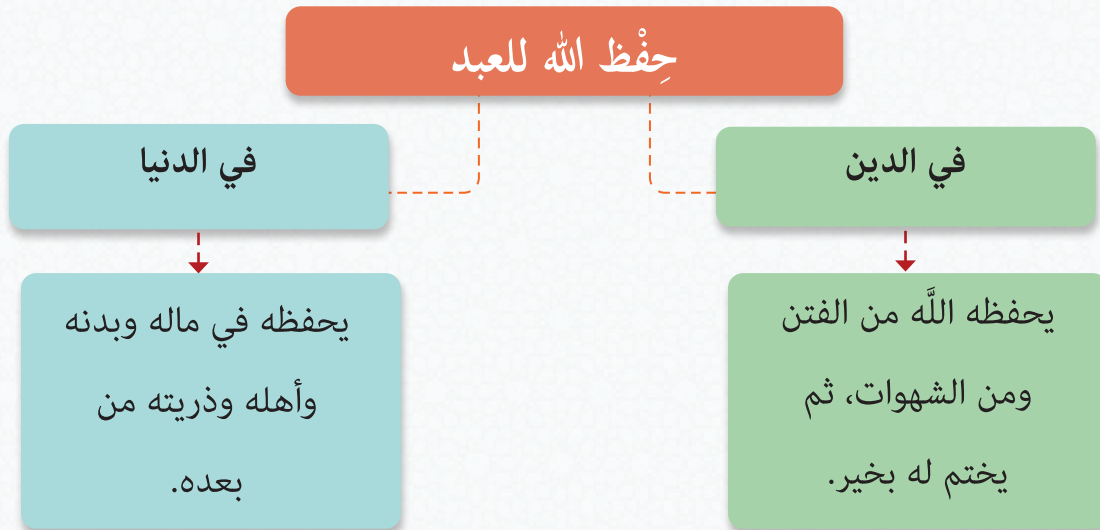 حِفْظ الله للعبد
في الدين
يحفظه اللَّه من الفتن
ومن الشهوات، ثم
يختم له بخير.
في الدنيا
يحفظه في ماله وبدنه
وأهله وذريته من
بعده.